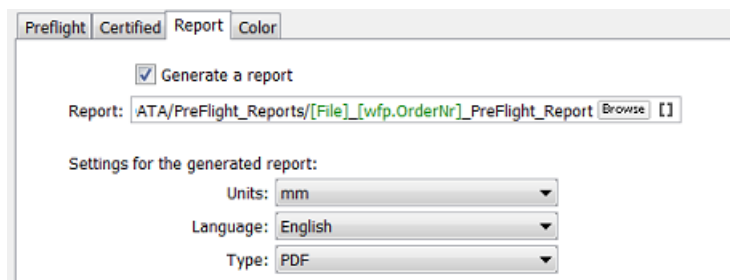 Preflight Certified Report Color
Generate a report
Report: ATA/PreFlight_Reports/[File]_[wfp.OrderNr]_PreFlight_Report Browse []
Settings for the generated report:
Units: mm
Language: English
Type: PDF